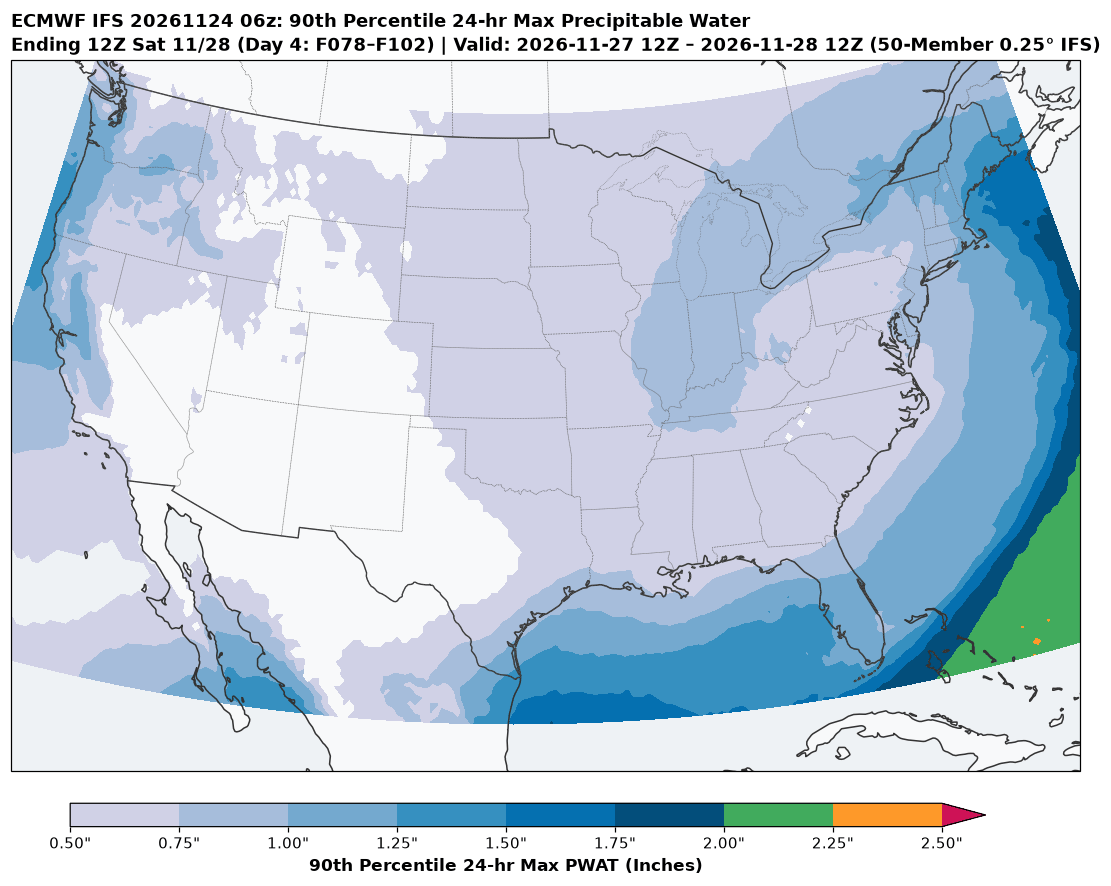 ECMWF IFS 20261124 06z: 90th Percentile 24-hr Max Precipitable Water
Ending 12Z Sat 11/28 (Day 4: F078–F102) | Valid: 2026-11-27 12Z – 2026-11-28 12Z (50-Member 0.25° IFS)
0.50" 0.75" 1.00" 1.25" 1.50" 1.75" 2.00" 2.25" 2.50"
90th Percentile 24-hr Max PWAT (Inches)